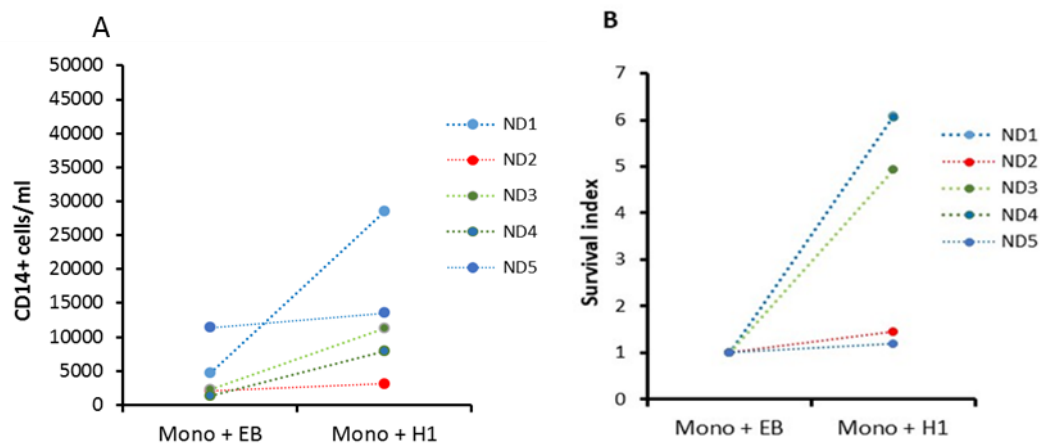 A
CD14+ cells/ml
50000
45000
40000
35000
30000
25000
20000
15000
10000
5000
0
Mono + EB
Mono + H1
ND1
ND2
ND3
ND4
ND5
B
Survival index
7
6
5
4
3
2
1
0
Mono + EB
Mono + H1
ND1
ND2
ND3
ND4
ND5